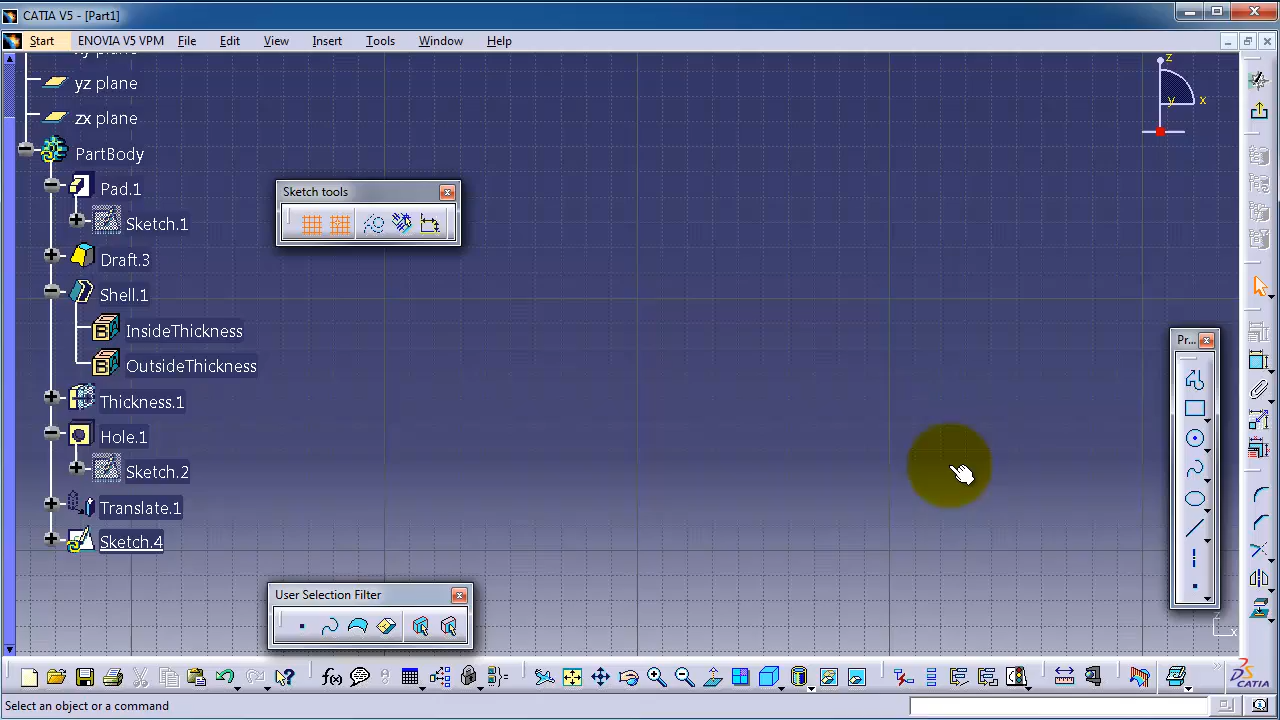 CATIA V5 - [Part1]
Start ENOVIA V5 VPM File Edit View Insert Tools Window Help
yz plane
zx plane
PartBody
Pad.1
Sketch.1
Draft.3
Shell.1
InsideThickness
OutsideThickness
Thickness.1
Hole.1
Sketch.2
Translate.1
Sketch.4
Sketch tools
User Selection Filter
z
y
x
Pr...
z
x
f(x)
CATIA
Select an object or a command